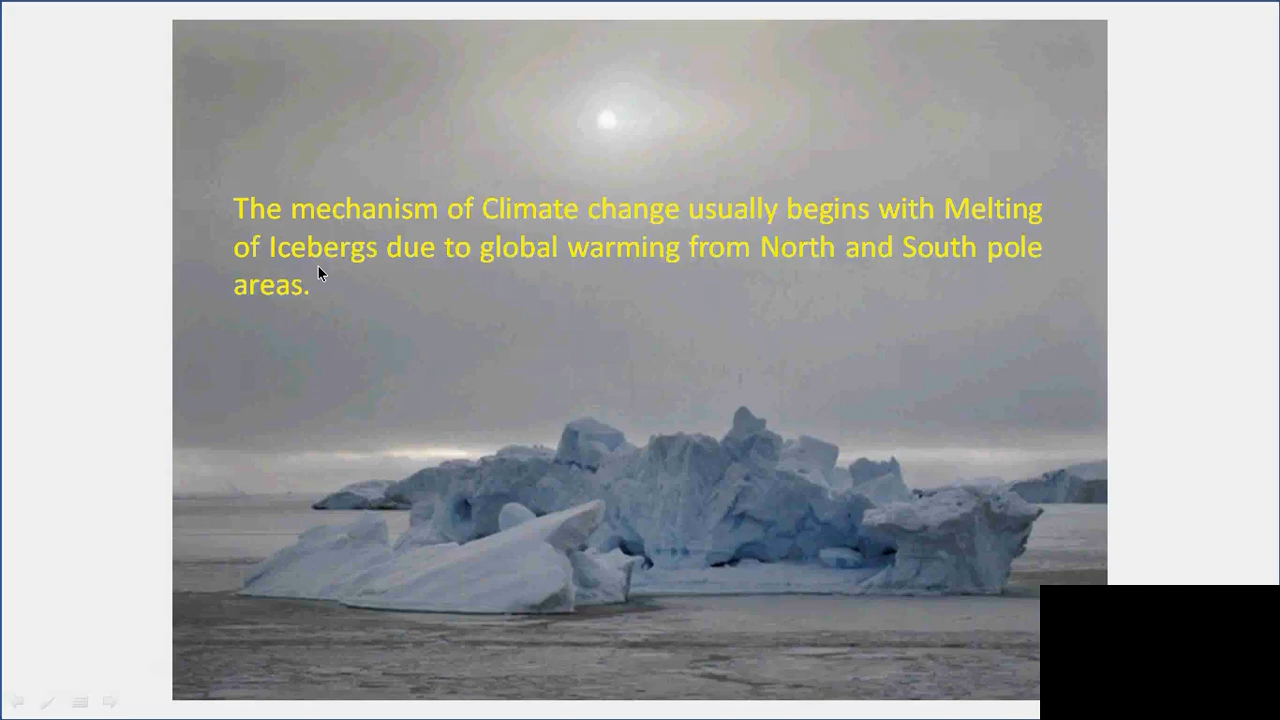 The mechanism of Climate change usually begins with Melting
of Icebergs due to global warming from North and South pole
areas.